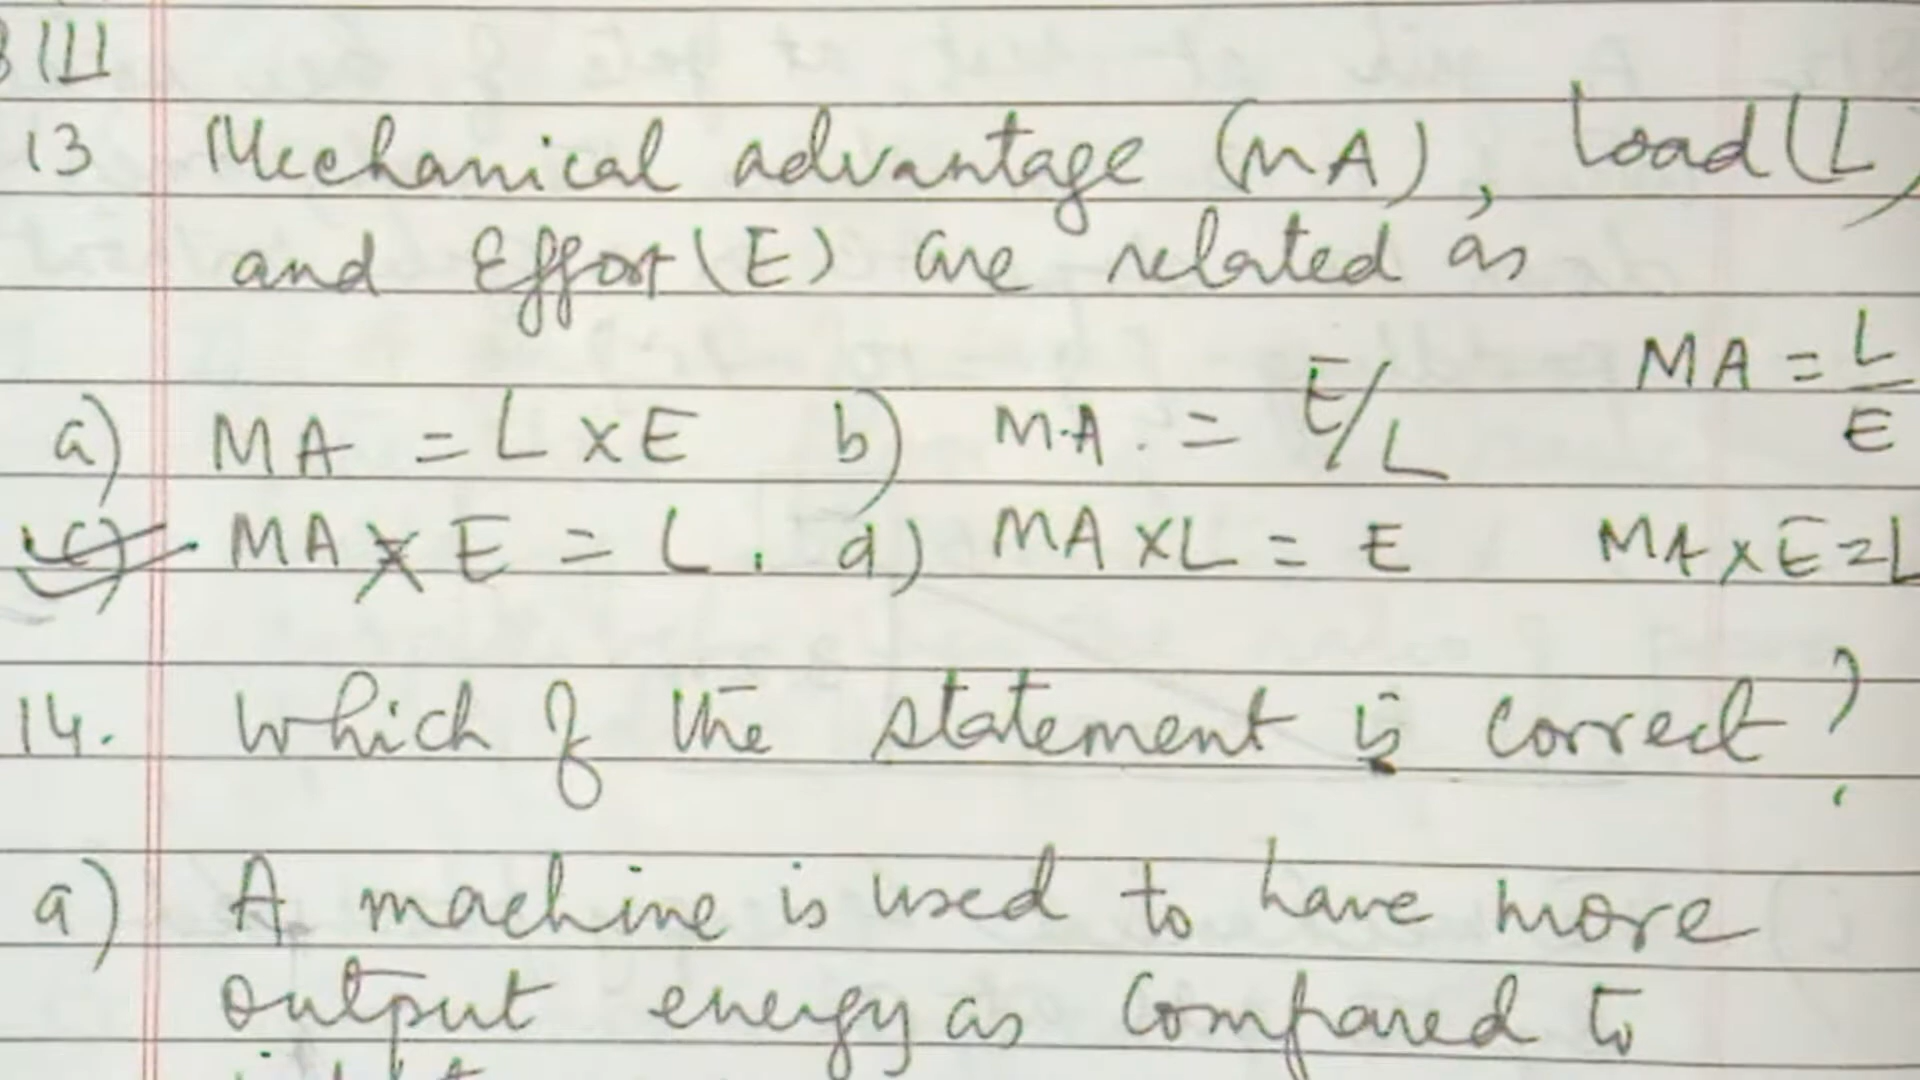 13 Mechanical advantage (MA), Load (L)
and Effort (E) are related as
MA = L/E
a) MA = L x E b) M.A. = E/L
c) MA x E = L. d) MA x L = E MA x E = L
14. Which of the statement is correct?
a) A machine is used to have more
output energy as compared to